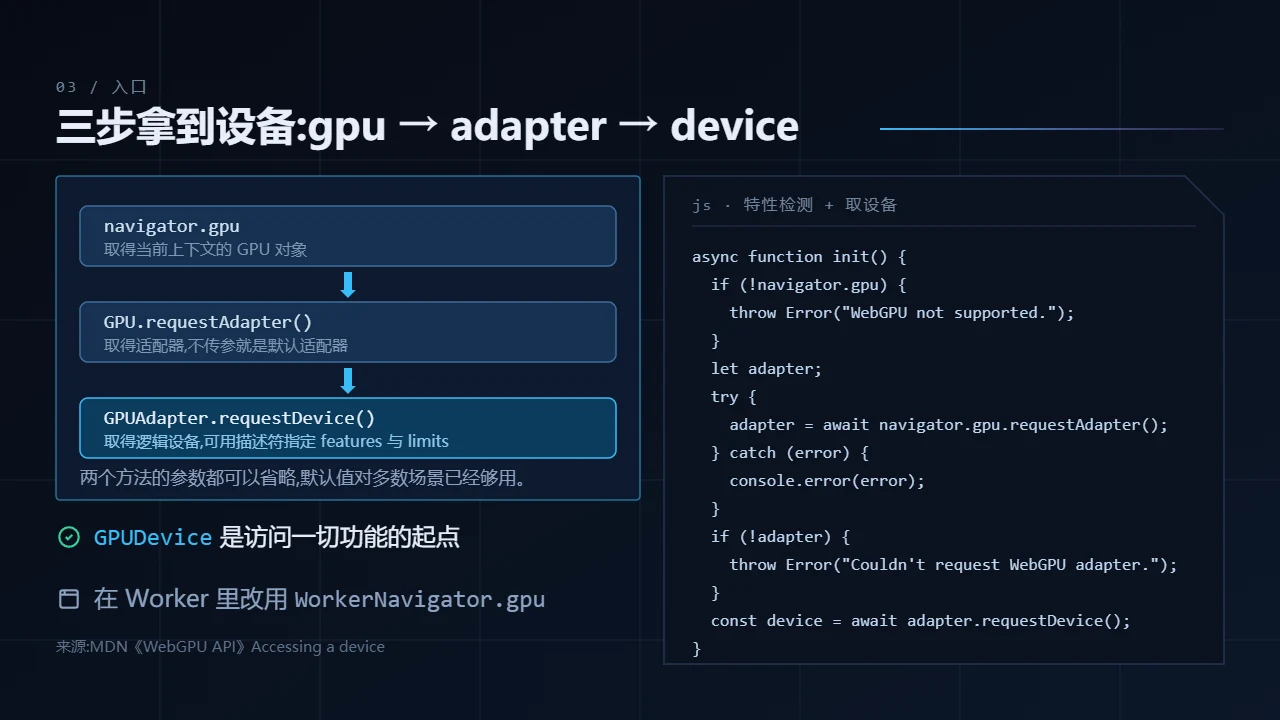 03 / 入口
三步拿到设备:gpu → adapter → device
navigator.gpu
取得当前上下文的 GPU 对象
GPU.requestAdapter()
取得适配器,不传参就是默认适配器
GPUAdapter.requestDevice()
取得逻辑设备,可用描述符指定 features 与 limits
两个方法的参数都可以省略,默认值对多数场景已经够用。
GPUDevice 是访问一切功能的起点
在 Worker 里改用 WorkerNavigator.gpu
来源:MDN《WebGPU API》Accessing a device
js · 特性检测 + 取设备
async function init() {
  if (!navigator.gpu) {
    throw Error("WebGPU not supported.");
  }
  let adapter;
  try {
    adapter = await navigator.gpu.requestAdapter();
  } catch (error) {
    console.error(error);
  }
  if (!adapter) {
    throw Error("Couldn't request WebGPU adapter.");
  }
  const device = await adapter.requestDevice();
}